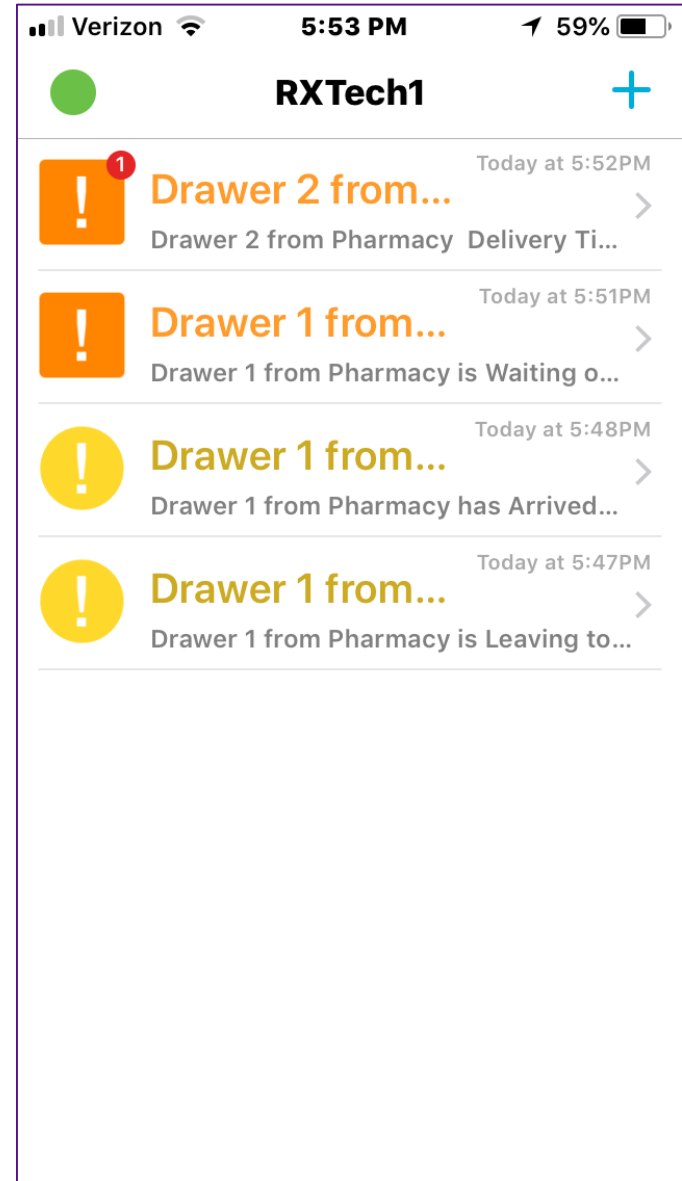 Verizon 5:53 PM 59%
RXTech1 +
1
Today at 5:52PM
! Drawer 2 from...
Drawer 2 from Pharmacy Delivery Ti...
Today at 5:51PM
! Drawer 1 from...
Drawer 1 from Pharmacy is Waiting o...
Today at 5:48PM
! Drawer 1 from...
Drawer 1 from Pharmacy has Arrived...
Today at 5:47PM
! Drawer 1 from...
Drawer 1 from Pharmacy is Leaving to...